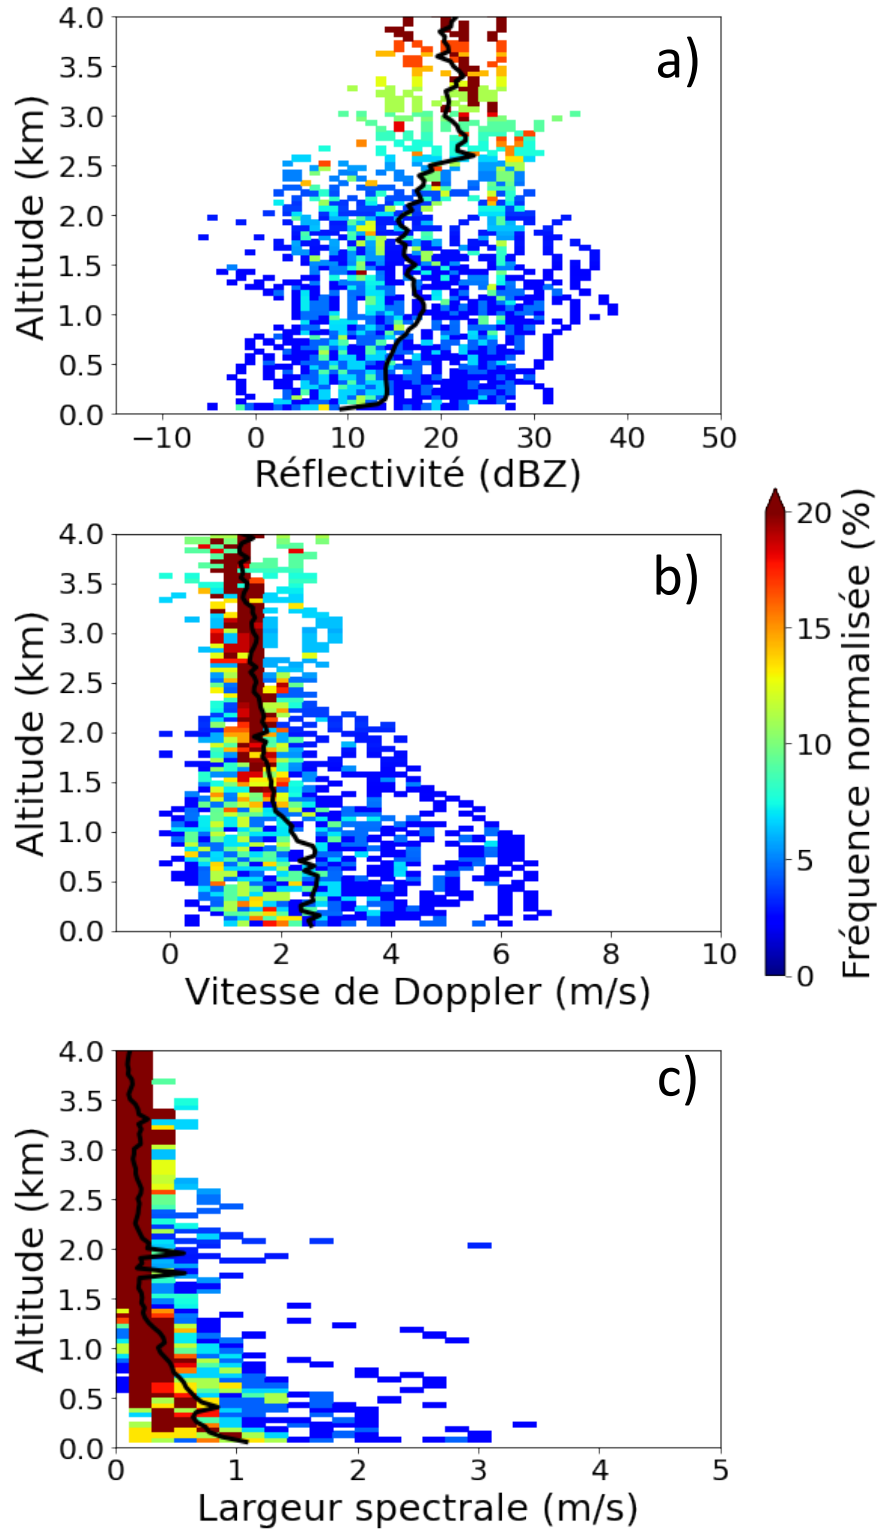 a)
4.0
3.5
3.0
2.5
2.0
1.5
1.0
0.5
0.0
Altitude (km)
−10 0 10 20 30 40 50
Réflectivité (dBZ)
b)
4.0
3.5
3.0
2.5
2.0
1.5
1.0
0.5
0.0
Altitude (km)
0 2 4 6 8 10
Vitesse de Doppler (m/s)
20
15
10
5
0
Fréquence normalisée (%)
c)
4.0
3.5
3.0
2.5
2.0
1.5
1.0
0.5
0.0
Altitude (km)
0 1 2 3 4 5
Largeur spectrale (m/s)